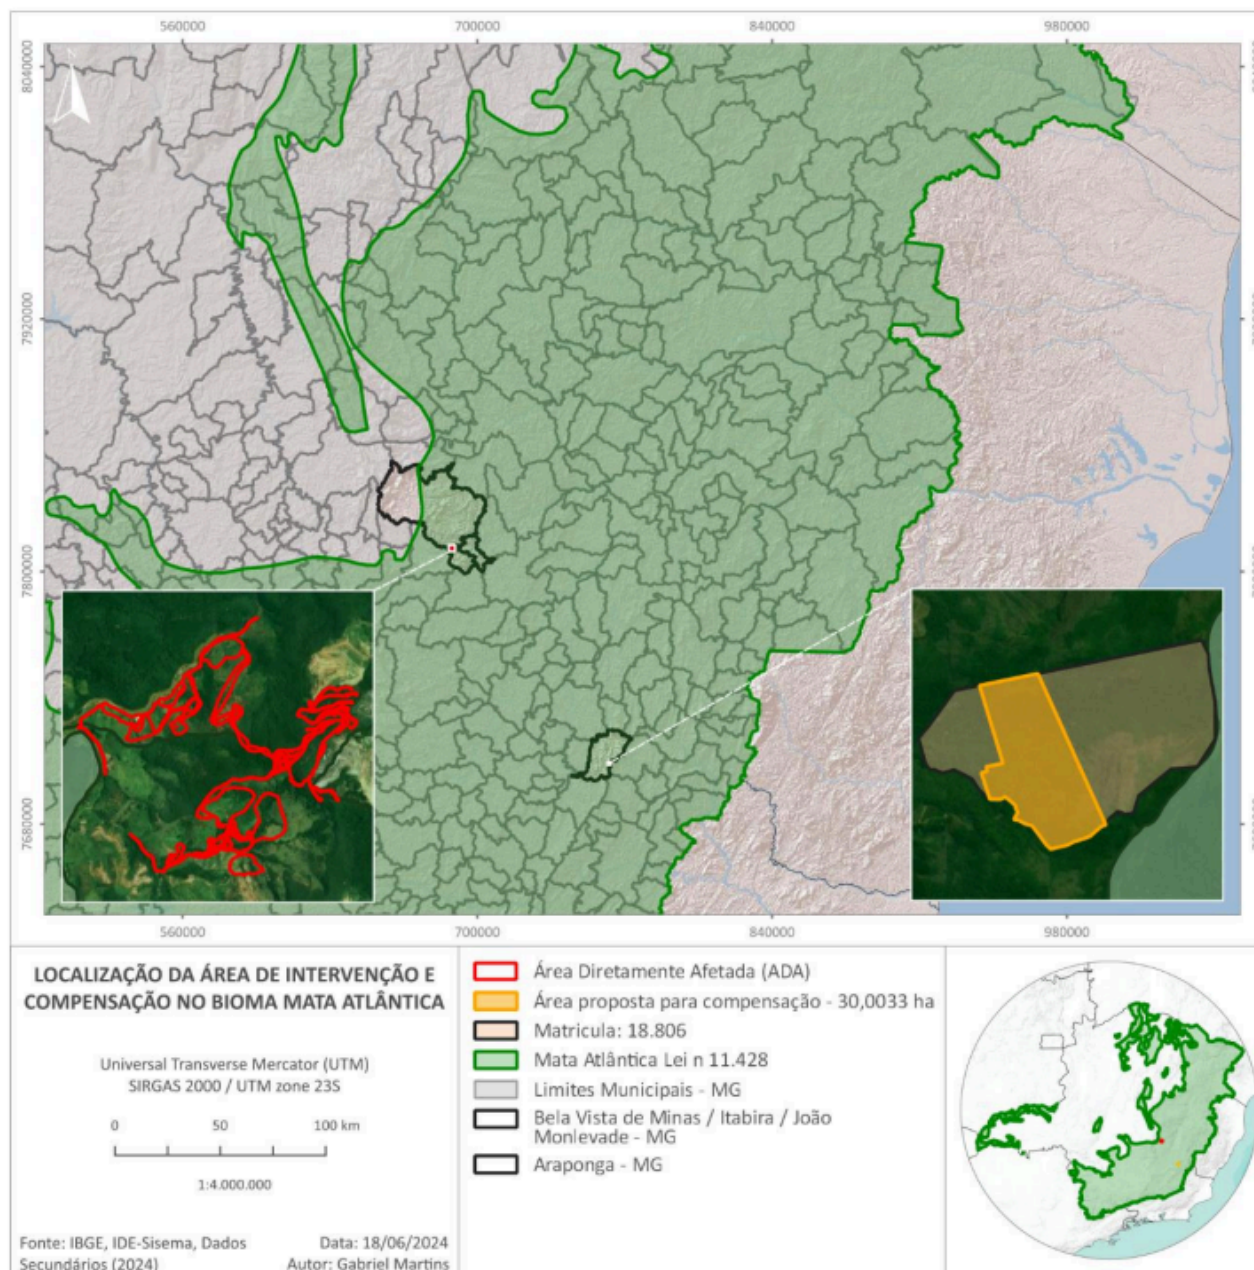 560000
700000
840000
980000
8040000
7920000
7800000
7680000
560000
700000
840000
980000
LOCALIZAÇÃO DA ÁREA DE INTERVENÇÃO E
COMPENSAÇÃO NO BIOMA MATA ATLÂNTICA
Universal Transverse Mercator (UTM)
SIRGAS 2000 / UTM zone 23S
0 50 100 km
1:4.000.000
Fonte: IBGE, IDE-Sisema, Dados
Secundários (2024)
Data: 18/06/2024
Autor: Gabriel Martins
Área Diretamente Afetada (ADA)
Área proposta para compensação - 30,0033 ha
Matricula: 18.806
Mata Atlântica Lei n 11.428
Limites Municipais - MG
Bela Vista de Minas / Itabira / João
Monlevade - MG
Araponga - MG